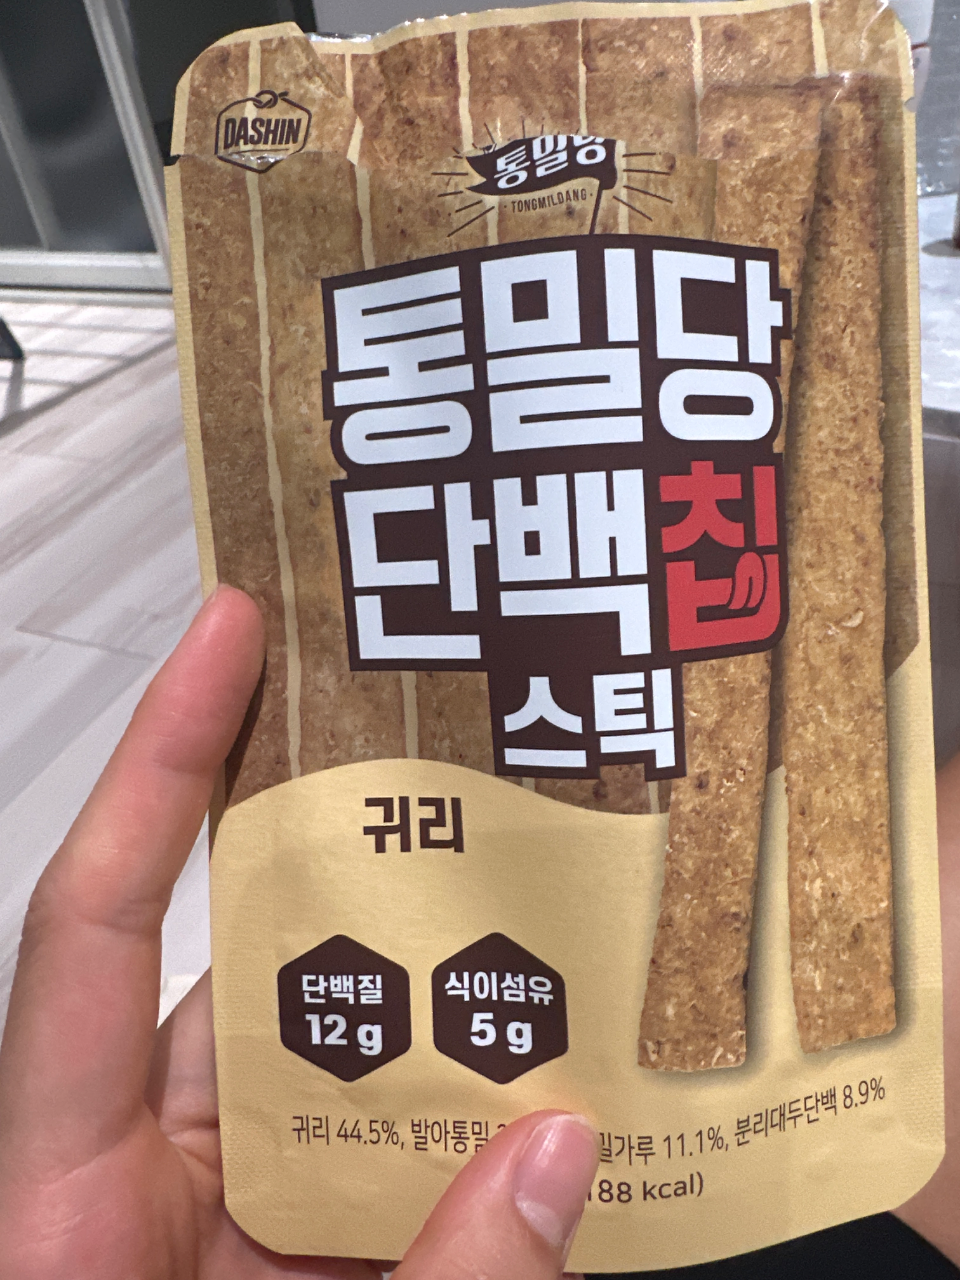 DASHIN
통밀당
· TONGMILDANG ·
통밀당
단백칩
스틱
귀리
단백질
12 g
식이섬유
5 g
귀리 44.5%, 발아통밀 밀가루 11.1%, 분리대두단백 8.9%
188 kcal)